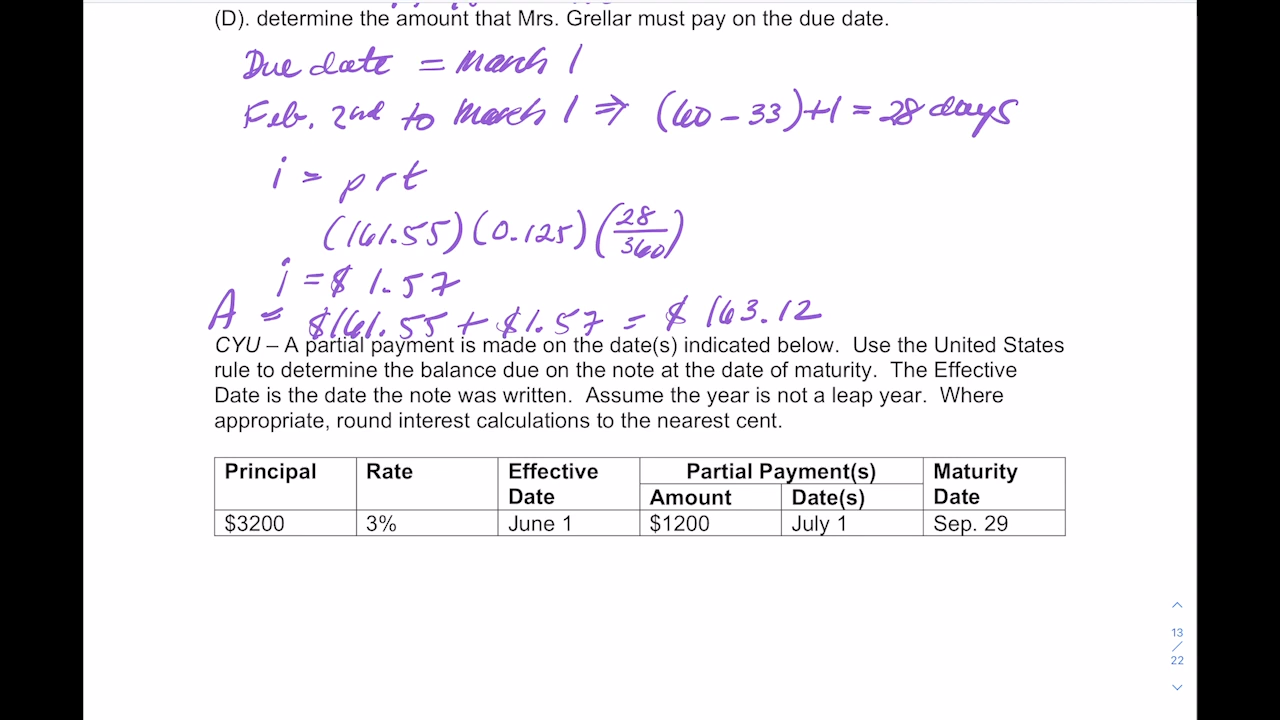 (D). determine the amount that Mrs. Grellar must pay on the due date.
Due date = March 1
Feb. 2nd to March 1 ⇒ (60 - 33)+1 = 28 days
i = prt
(161.55)(0.125)(28/360)
i = $1.57
A = $161.55 + $1.57 = $163.12
CYU – A partial payment is made on the date(s) indicated below. Use the United States
rule to determine the balance due on the note at the date of maturity. The Effective
Date is the date the note was written. Assume the year is not a leap year. Where
appropriate, round interest calculations to the nearest cent.
Principal Rate Effective Date Partial Payment(s) Maturity Date
Amount Date(s)
$3200 3% June 1 $1200 July 1 Sep. 29
13
/
22